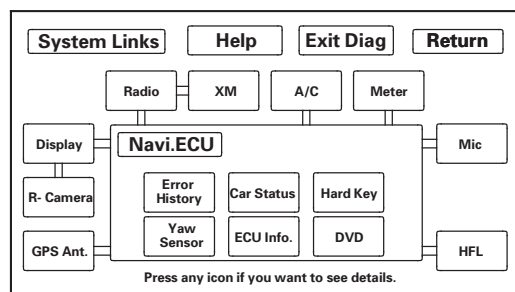 System Links Help Exit Diag Return
Radio XM A/C Meter
Display Navi.ECU Mic
R- Camera
Error History Car Status Hard Key
Yaw Sensor ECU Info. DVD
GPS Ant. HFL
Press any icon if you want to see details.